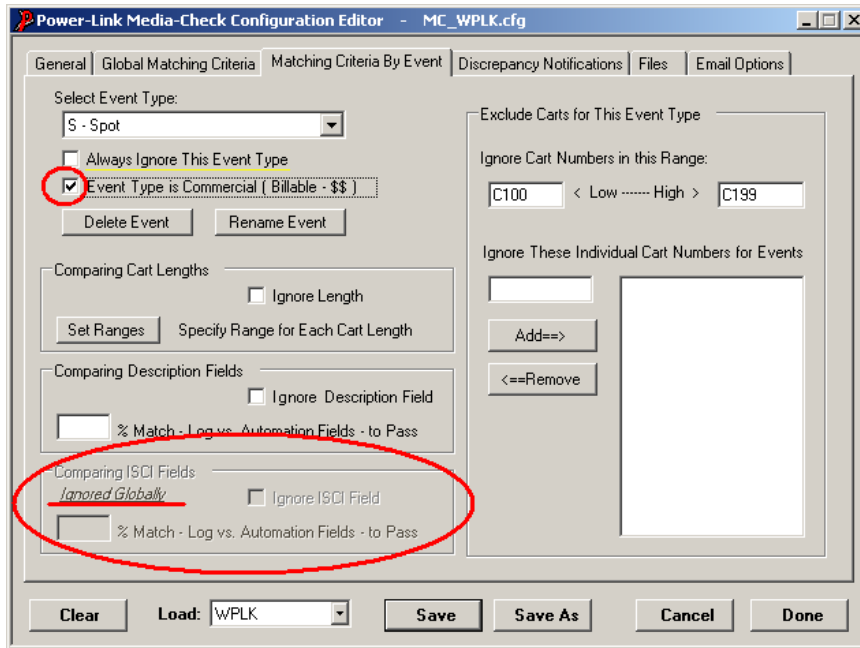 Power-Link Media-Check Configuration Editor - MC_WPLK.cfg
General Global Matching Criteria Matching Criteria By Event Discrepancy Notifications Files Email Options
Select Event Type:
S - Spot
Always Ignore This Event Type
Event Type is Commercial ( Billable - $$ )
Delete Event Rename Event
Comparing Cart Lengths
Ignore Length
Set Ranges Specify Range for Each Cart Length
Comparing Description Fields
Ignore Description Field
% Match - Log vs. Automation Fields - to Pass
Comparing ISCI Fields
Ignored Globally Ignore ISCI Field
% Match - Log vs. Automation Fields - to Pass
Exclude Carts for This Event Type
Ignore Cart Numbers in this Range:
C100 < Low ------ High > C199
Ignore These Individual Cart Numbers for Events
Add==>
<==Remove
Clear Load: WPLK Save Save As Cancel Done